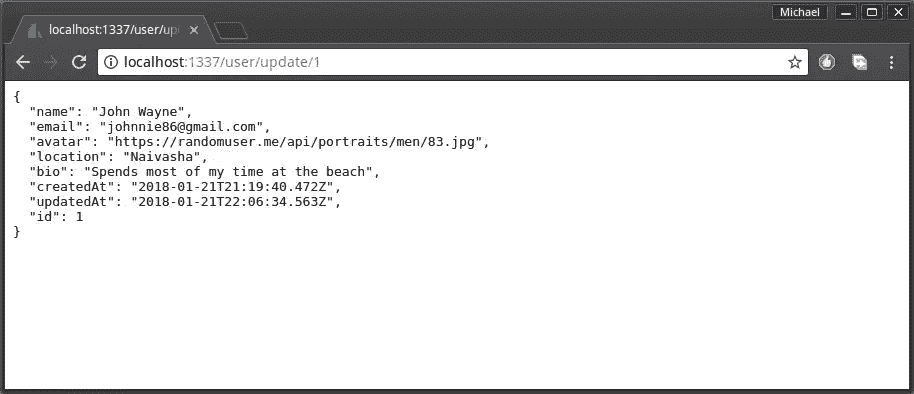 Michael
localhost:1337/user/up
localhost:1337/user/update/1
{
"name": "John Wayne",
"email": "johnnie86@gmail.com",
"avatar": "https://randomuser.me/api/portraits/men/83.jpg",
"location": "Naivasha",
"bio": "Spends most of my time at the beach",
"createdAt": "2018-01-21T21:19:40.472Z",
"updatedAt": "2018-01-21T22:06:34.563Z",
"id": 1
}